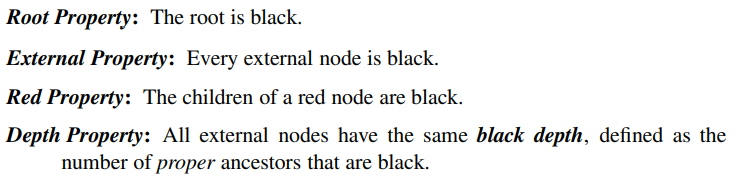 Root Property: The root is black.
External Property: Every external node is black.
Red Property: The children of a red node are black.
Depth Property: All external nodes have the same black depth, defined as the
number of proper ancestors that are black.